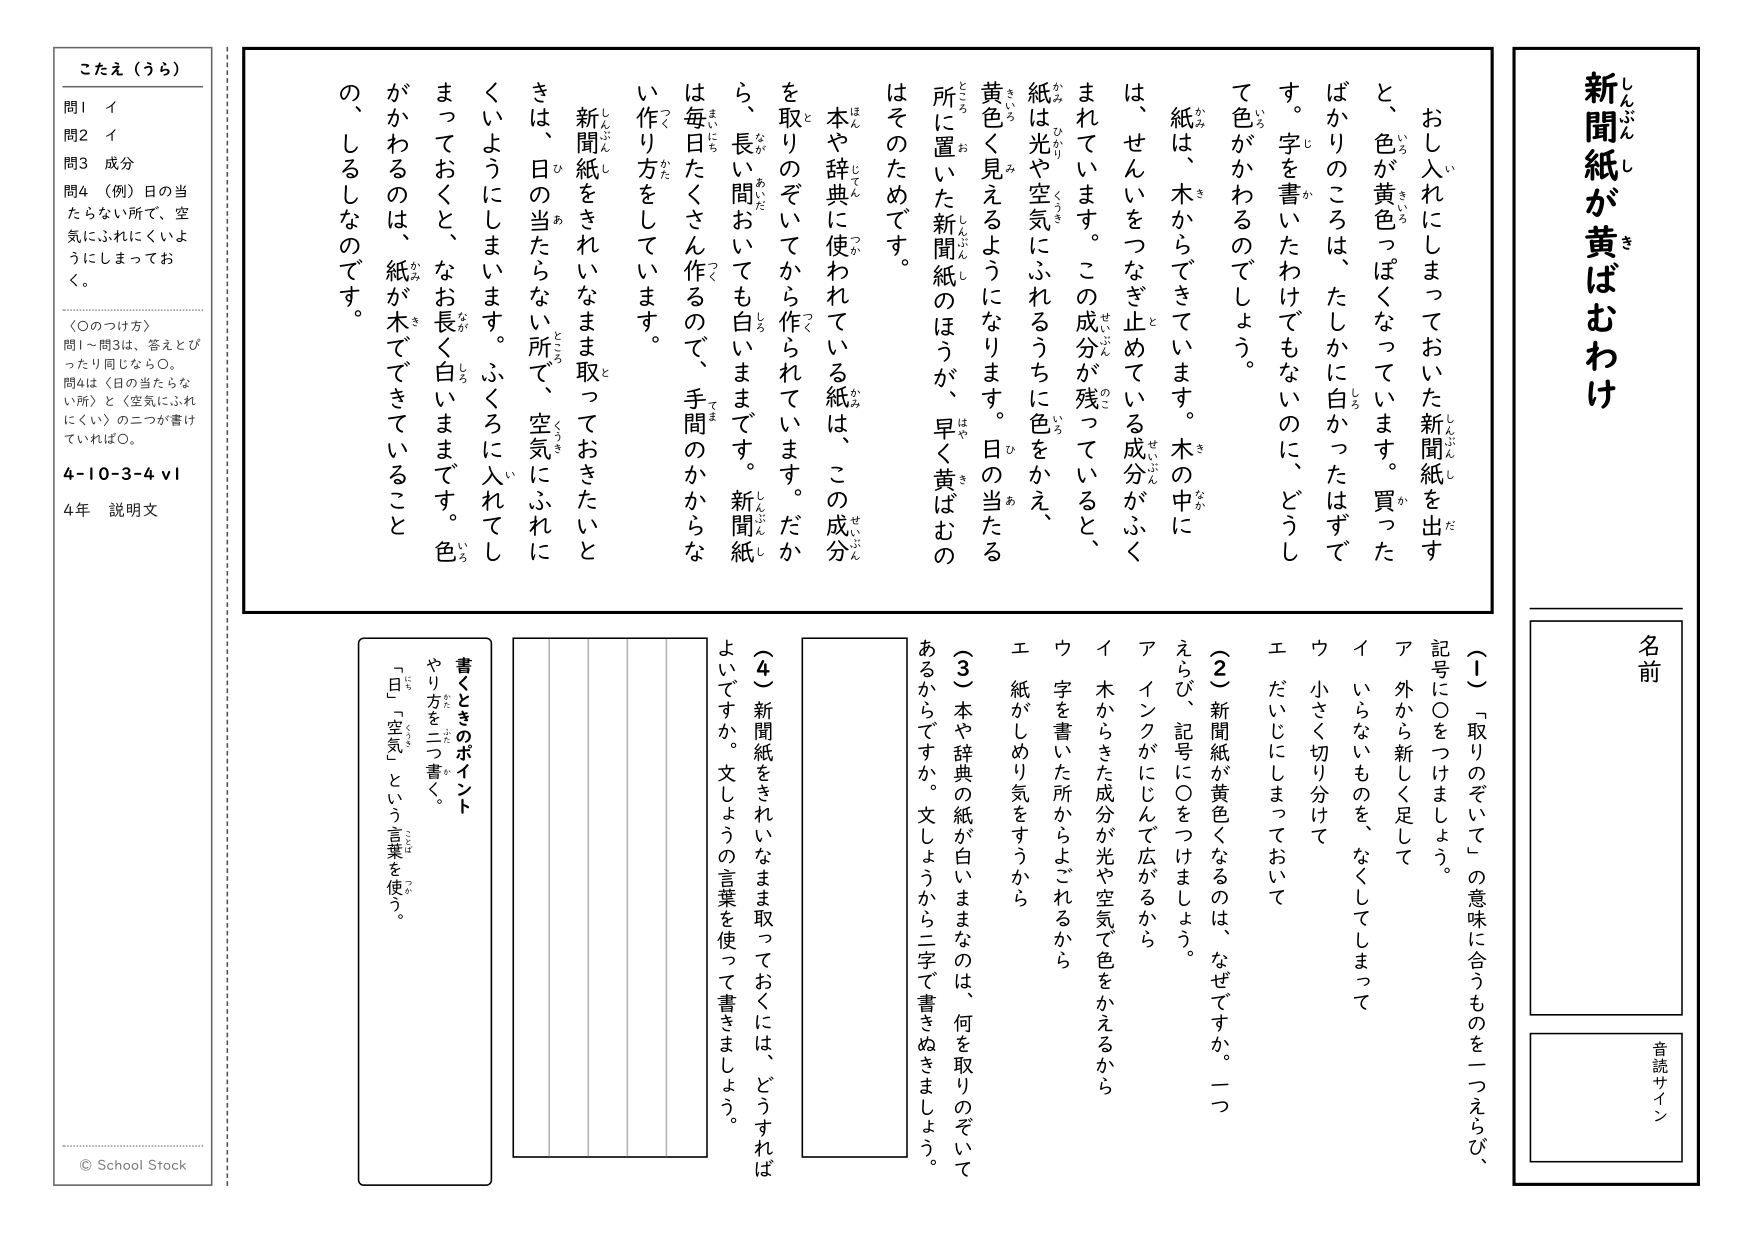 新聞紙が黄ばむわけ
名前
音読サイン
おし入れにしまっておいた新聞紙を出す
と、色が黄色っぽくなっています。買った
ばかりのころは、たしかに白かったはずで
す。字を書いたわけでもないのに、どうし
て色がかわるのでしょう。
紙は、木からできています。木の中に
は、せんいをつなぎ止めている成分がふく
まれています。この成分が残っていると、
紙は光や空気にふれるうちに色をかえ、
黄色く見えるようになります。日の当たる
所に置いた新聞紙のほうが、早く黄ばむの
はそのためです。
本や辞典に使われている紙は、この成分
を取りのぞいてから作られています。だか
ら、長い間おいても白いままです。新聞紙
は毎日たくさん作るので、手間のかからな
い作り方をしています。
新聞紙をきれいなまま取っておきたいと
きは、日の当たらない所で、空気にふれに
くいようにしまいます。ふくろに入れてし
まっておくと、なお長く白いままです。色
がかわるのは、紙が木でできていること
の、しるしなのです。
（1）「取りのぞいて」の意味に合うものを一つえらび、
記号に〇をつけましょう。
ア 外から新しく足して
イ いらないものを、なくしてしまって
ウ 小さく切り分けて
エ だいじにしまっておいて
（2）新聞紙が黄色くなるのは、なぜですか。一つ
えらび、記号に〇をつけましょう。
ア インクがにじんで広がるから
イ 木からきた成分が光や空気で色をかえるから
ウ 字を書いた所からよごれるから
エ 紙がしめり気をすうから
（3）本や辞典の紙が白いままなのは、何を取りのぞいて
あるからですか。文しょうから二字で書きぬきましょう。
（4）新聞紙をきれいなまま取っておくには、どうすれば
よいですか。文しょうの言葉を使って書きましょう。
書くときのポイント
やり方を二つ書く。
「日」「空気」という言葉を使う。
こたえ（うら）
問1 イ
問2 イ
問3 成分
問4 （例）日の当
たらない所で、空
気にふれにくいよ
うにしまってお
く。
〈〇のつけ方〉
問1～問3は、答えとぴ
ったり同じなら〇。
問4は〈日の当たらな
い所〉と〈空気にふれ
にくい〉の二つが書け
ていれば〇。
4-10-3-4 v1
4年 説明文
© School Stock